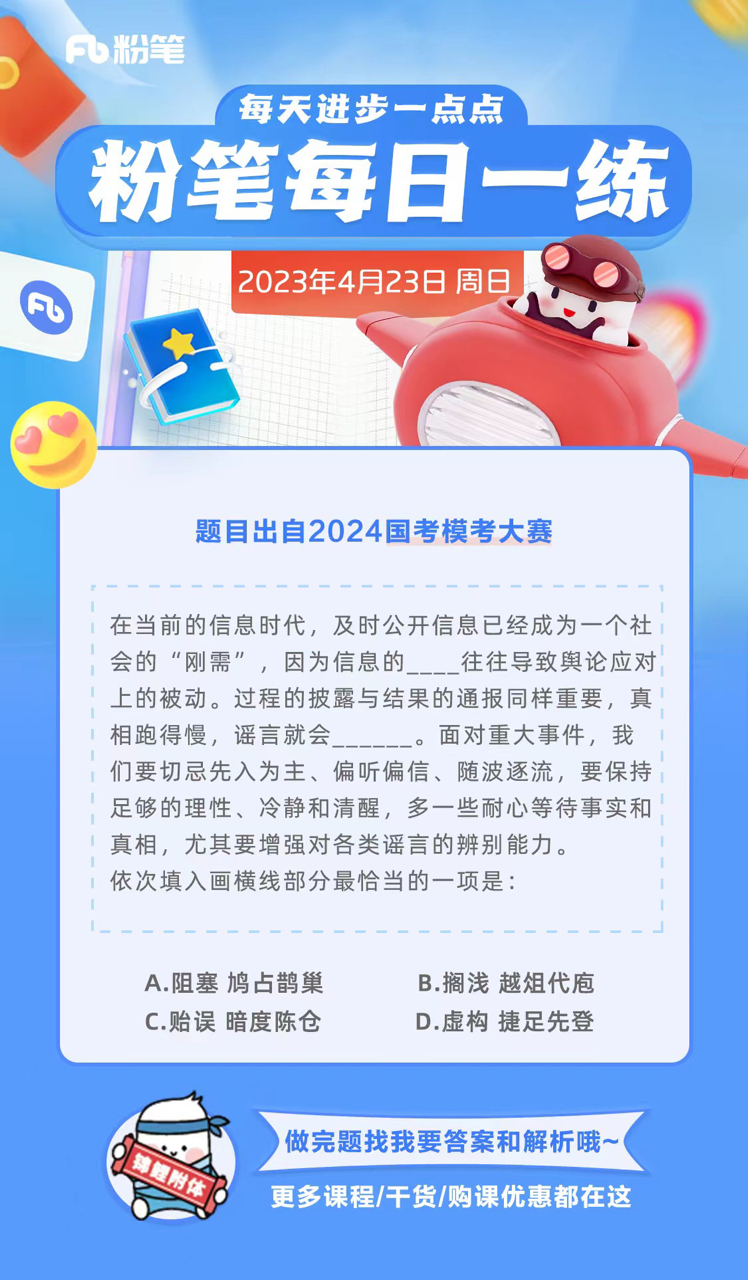 Fb 粉笔
每天进步一点点
粉笔每日一练
2023年4月23日 周日
Fb
题目出自2024国考模考大赛
在当前的信息时代，及时公开信息已经成为一个社
会的“刚需”，因为信息的____往往导致舆论应对
上的被动。过程的披露与结果的通报同样重要，真
相跑得慢，谣言就会______。面对重大事件，我
们要切忌先入为主、偏听偏信、随波逐流，要保持
足够的理性、冷静和清醒，多一些耐心等待事实和
真相，尤其要增强对各类谣言的辨别能力。
依次填入画横线部分最恰当的一项是：
A.阻塞 鸠占鹊巢 B.搁浅 越俎代庖
C.贻误 暗度陈仓 D.虚构 捷足先登
锦鲤附体
做完题找我要答案和解析哦~
更多课程/干货/购课优惠都在这